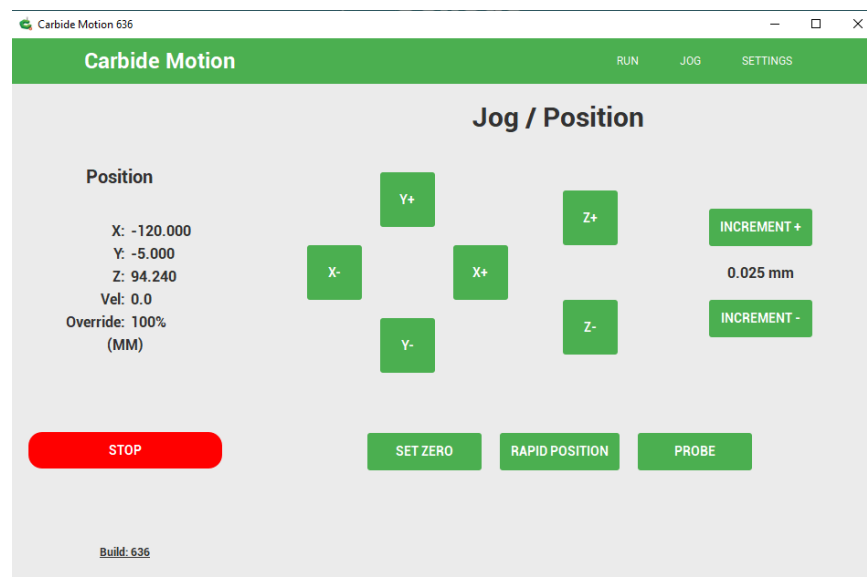 Carbide Motion 636
Carbide Motion
RUN JOG SETTINGS
Jog / Position
Position
X: -120.000
Y: -5.000
Z: 94.240
Vel: 0.0
Override: 100%
(MM)
Y+
X-
X+
Y-
Z+
Z-
INCREMENT +
0.025 mm
INCREMENT -
STOP
SET ZERO
RAPID POSITION
PROBE
Build: 636